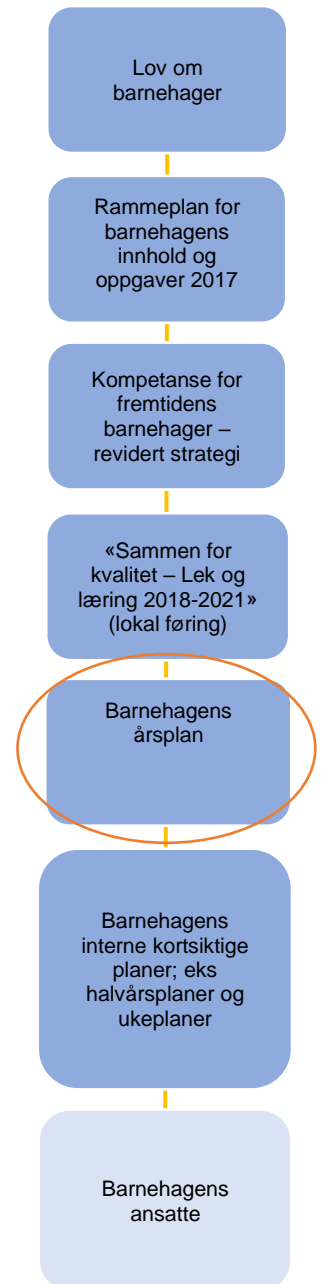 Lov om
barnehager
Rammeplan for
barnehagens
innhold og
oppgaver 2017
Kompetanse for
fremtidens
barnehager –
revidert strategi
«Sammen for
kvalitet – Lek og
læring 2018-2021»
(lokal føring)
Barnehagens
årsplan
Barnehagens
interne kortsiktige
planer; eks
halvårsplaner og
ukeplaner
Barnehagens
ansatte